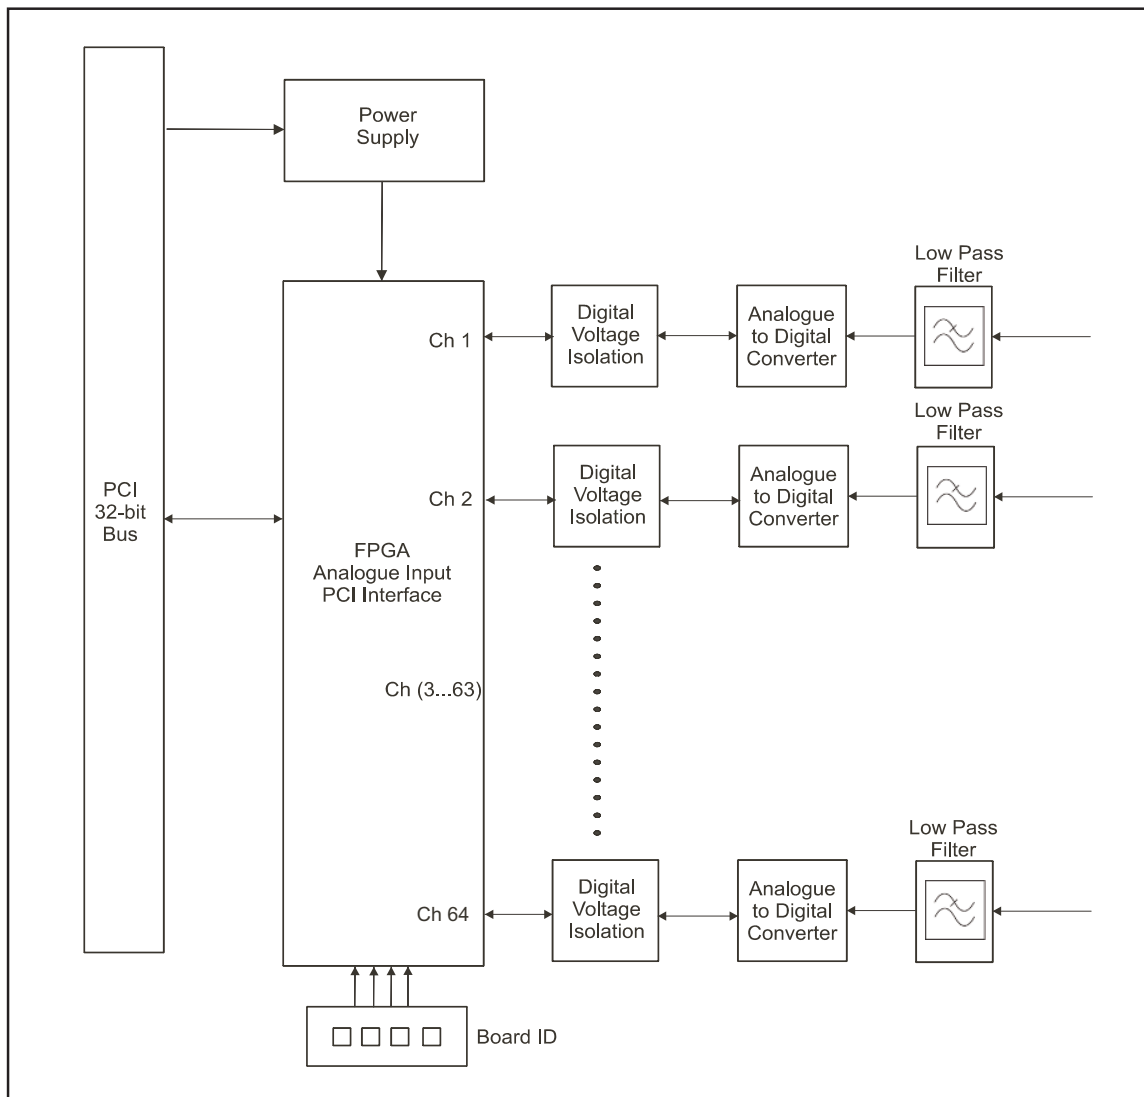 Power
Supply
Low Pass
Filter
Ch 1
Digital
Voltage
Isolation
Analogue
to Digital
Converter
Low Pass
Filter
Ch 2
Digital
Voltage
Isolation
Analogue
to Digital
Converter
PCI
32-bit
Bus
FPGA
Analogue Input
PCI Interface
Ch (3...63)
Low Pass
Filter
Ch 64
Digital
Voltage
Isolation
Analogue
to Digital
Converter
Board ID